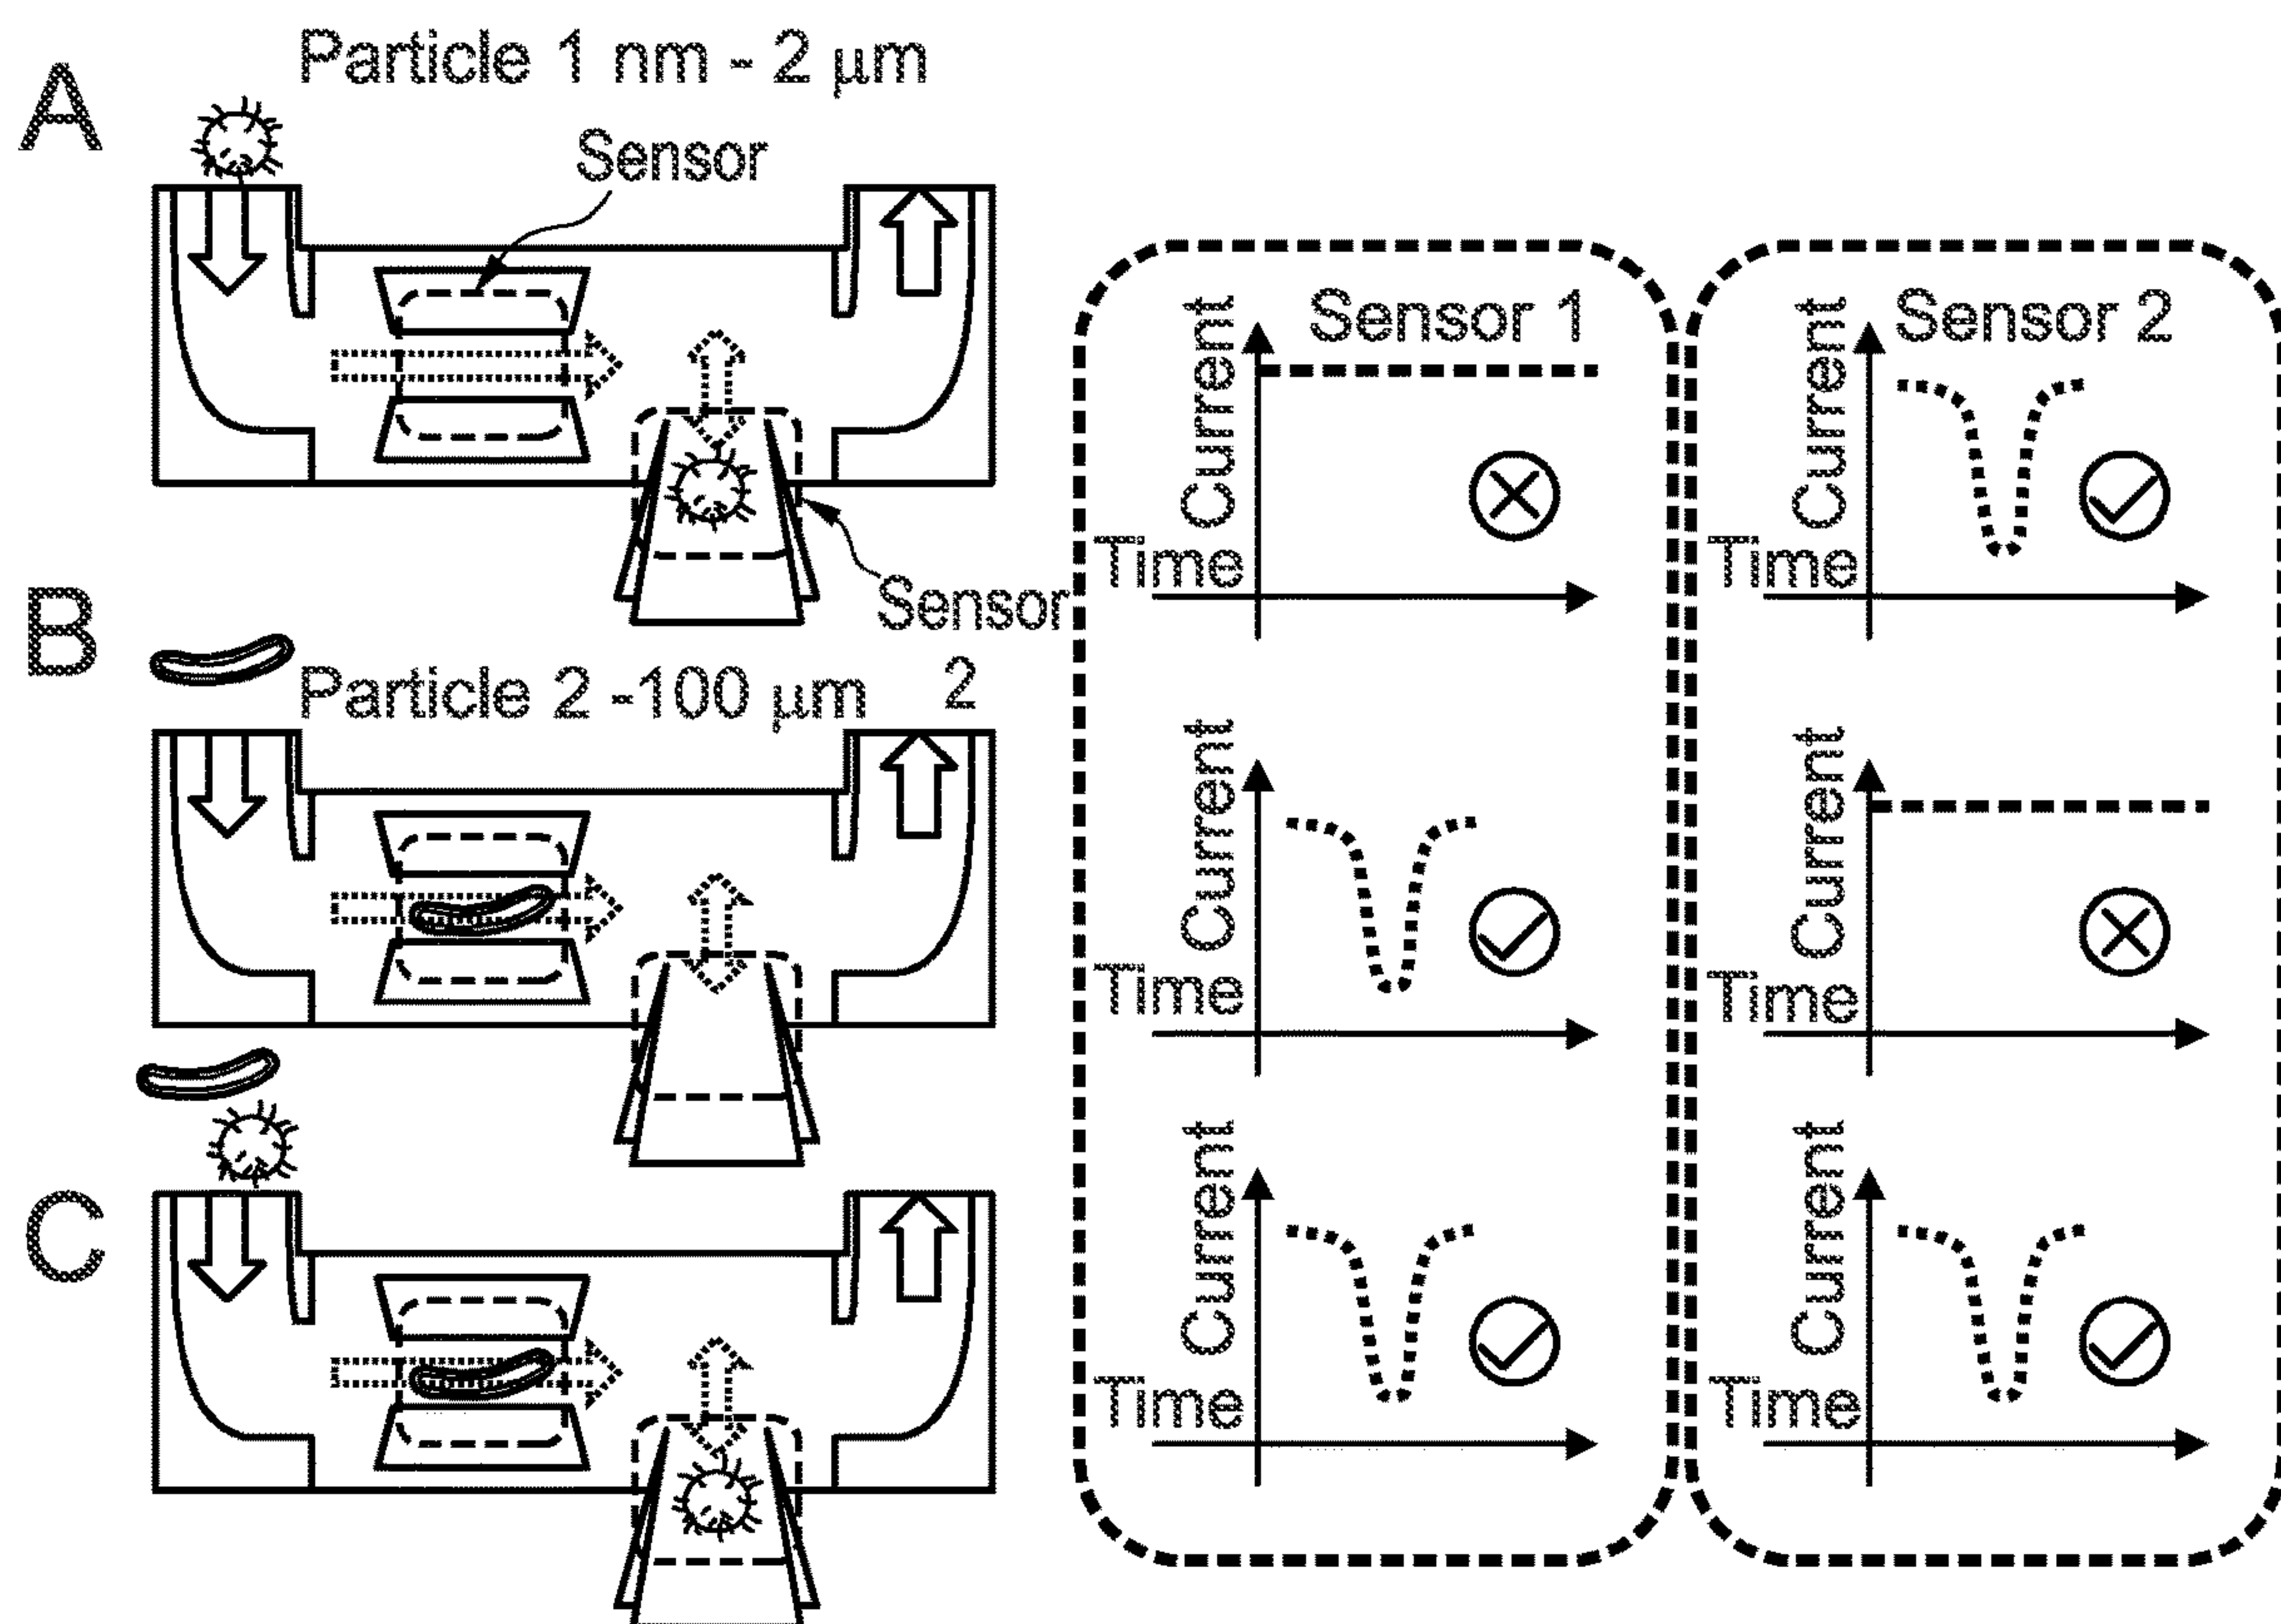 A
Particle 1 nm - 2 μm
Sensor
Sensor
2
Sensor 1
Current
Time
Sensor 2
Current
Time
B
Particle 2 -100 μm
Current
Time
Current
Time
C
Current
Time
Current
Time